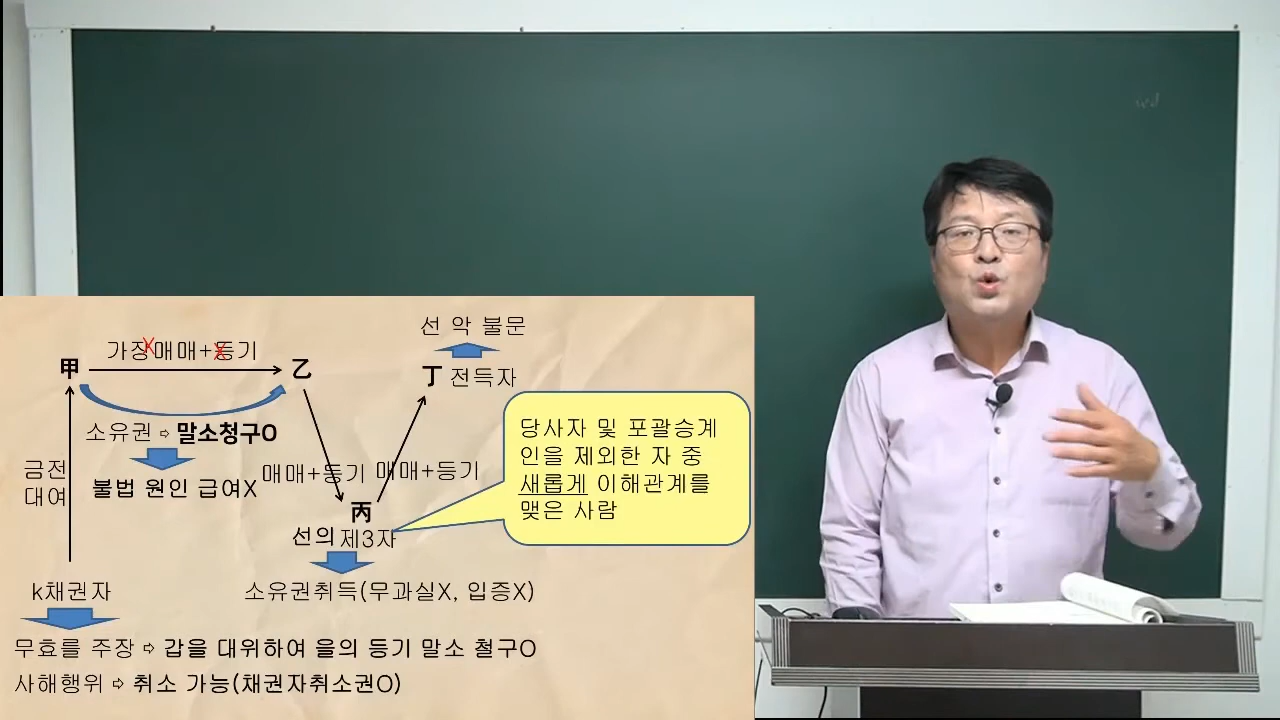 선 악 불문
가장매매+등기
甲
乙
丁 전득자
소유권 ⇨ 말소청구O
당사자 및 포괄승계
인을 제외한 자 중
새롭게 이해관계를
맺은 사람
금전
대여
불법 원인 급여X
매매+등기
매매+등기
丙
선의 제3자
k채권자
소유권취득(무과실X, 입증X)
무효를 주장 ⇨ 갑을 대위하여 을의 등기 말소 철구O
사해행위 ⇨ 취소 가능(채권자취소권O)